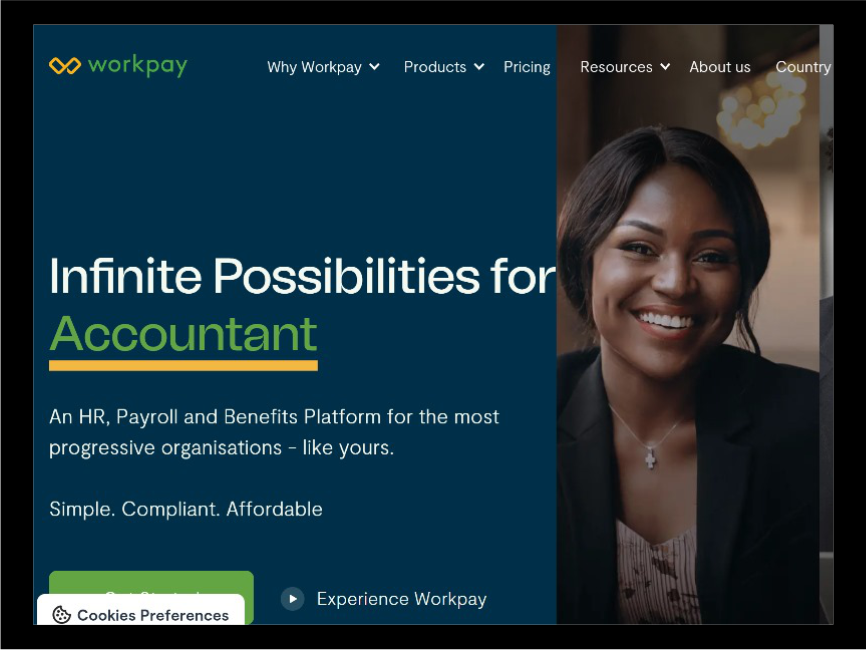 workpay
Why Workpay
Products
Pricing
Resources
About us
Country
Infinite Possibilities for
Accountant
An HR, Payroll and Benefits Platform for the most
progressive organisations - like yours.
Simple. Compliant. Affordable
Experience Workpay
Cookies Preferences